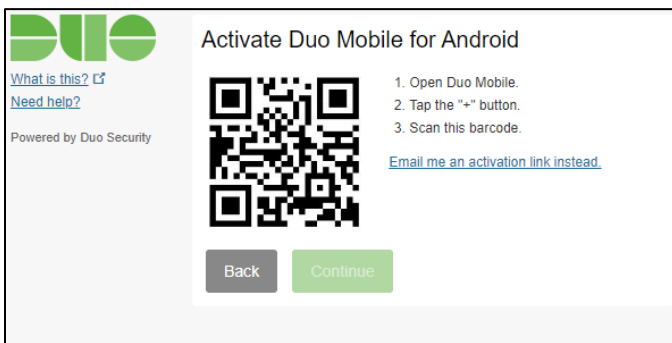 DUO
What is this?
Need help?
Powered by Duo Security
Activate Duo Mobile for Android
1. Open Duo Mobile.
2. Tap the "+" button.
3. Scan this barcode.
Email me an activation link instead.
Back
Continue